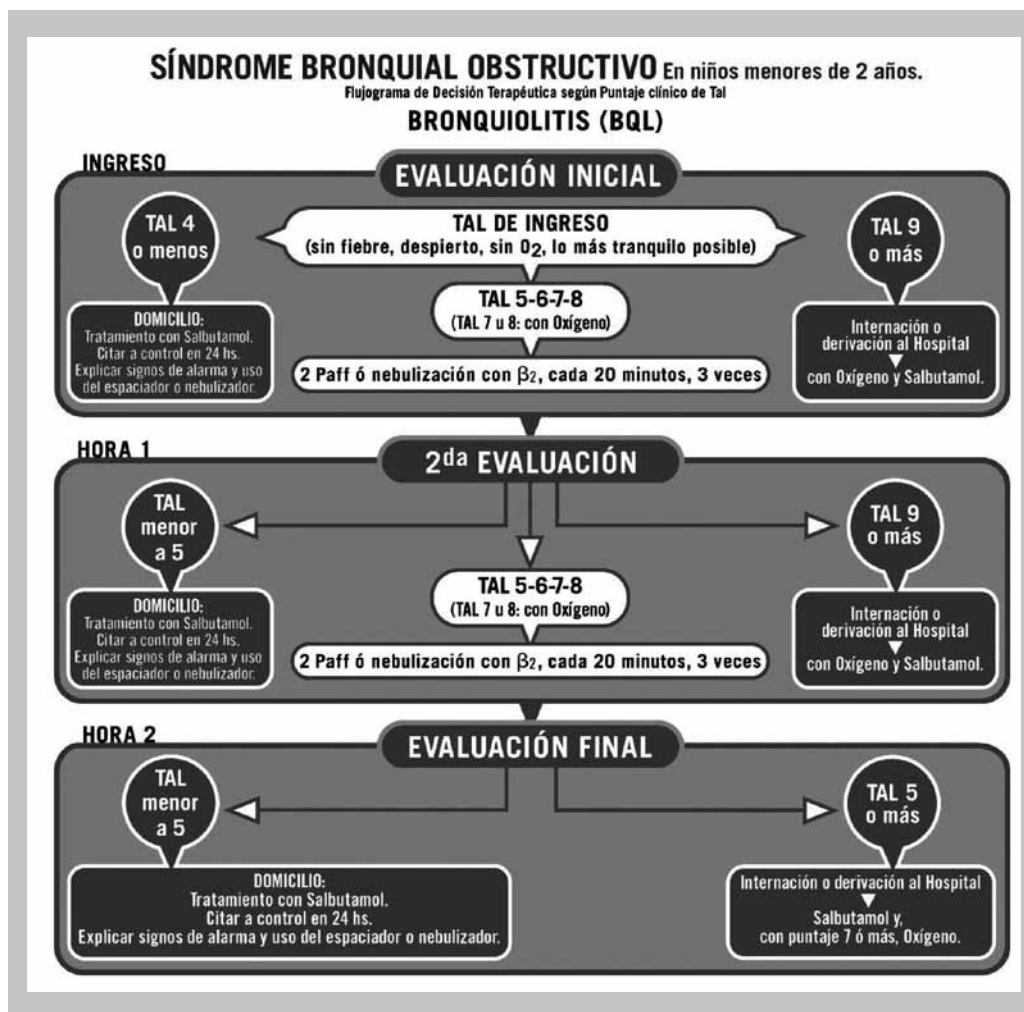 SÍNDROME BRONQUIAL OBSTRUCTIVO En niños menores de 2 años.
Flujograma de Decisión Terapéutica según Puntaje clínico de Tal
BRONQUIOLITIS (BQL)
INGRESO
EVALUACIÓN INICIAL
TAL 4
o menos
TAL DE INGRESO
(sin fiebre, despierto, sin O2, lo más tranquilo posible)
TAL 9
o más
DOMICILIO:
Tratamiento con Salbutamol.
Citar a control en 24 hs.
Explicar signos de alarma y uso
del espaciador o nebulizador.
TAL 5-6-7-8
(TAL 7 u 8: con Oxígeno)
2 Paff ó nebulización con β2, cada 20 minutos, 3 veces
Internación o
derivación al Hospital
con Oxígeno y Salbutamol.
HORA 1
2da EVALUACIÓN
TAL
menor
a 5
TAL 9
o más
DOMICILIO:
Tratamiento con Salbutamol.
Citar a control en 24 hs.
Explicar signos de alarma y uso
del espaciador o nebulizador.
TAL 5-6-7-8
(TAL 7 u 8: con Oxígeno)
2 Paff ó nebulización con β2, cada 20 minutos, 3 veces
Internación o
derivación al Hospital
con Oxígeno y Salbutamol.
HORA 2
EVALUACIÓN FINAL
TAL
menor
a 5
TAL 5
o más
DOMICILIO:
Tratamiento con Salbutamol.
Citar a control en 24 hs.
Explicar signos de alarma y uso del espaciador o nebulizador.
Internación o derivación al Hospital
Salbutamol y,
con puntaje 7 ó más, Oxígeno.